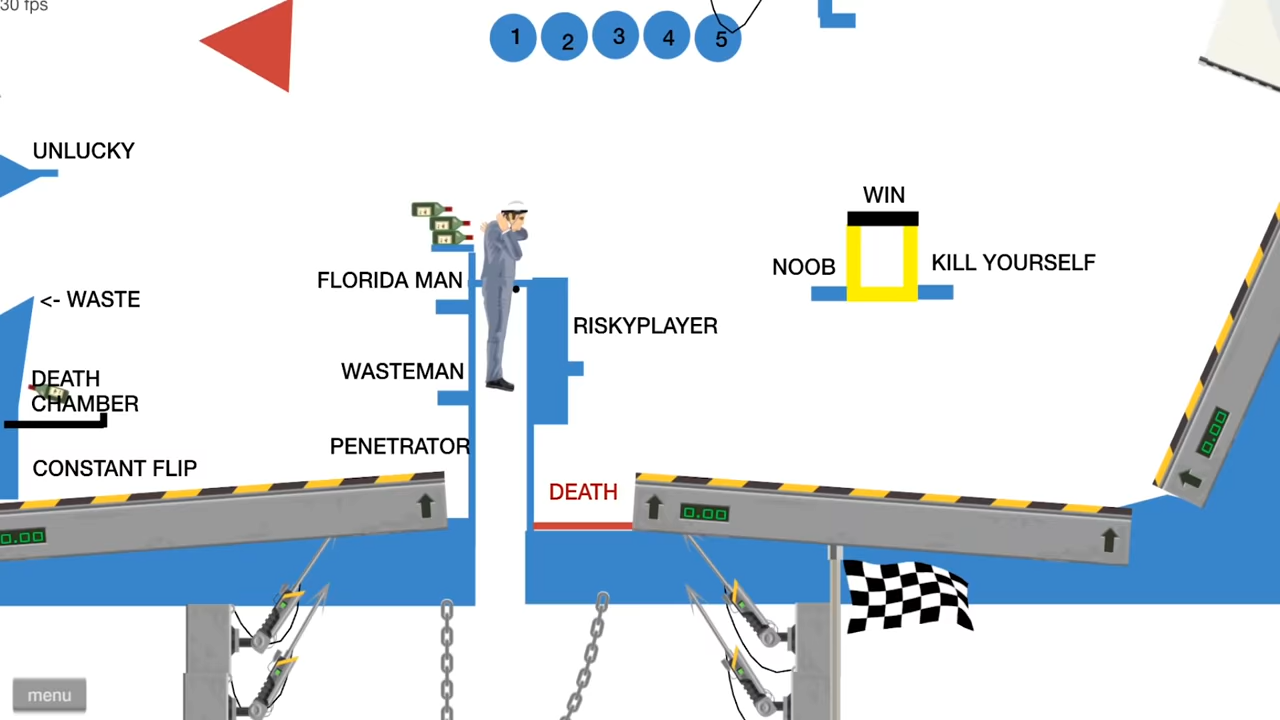 30 fps
1 2 3 4 5
UNLUCKY
WIN
NOOB
KILL YOURSELF
FLORIDA MAN
<- WASTE
RISKYPLAYER
WASTEMAN
DEATH
CHAMBER
PENETRATOR
CONSTANT FLIP
DEATH
0.00
0.00
0.00
menu